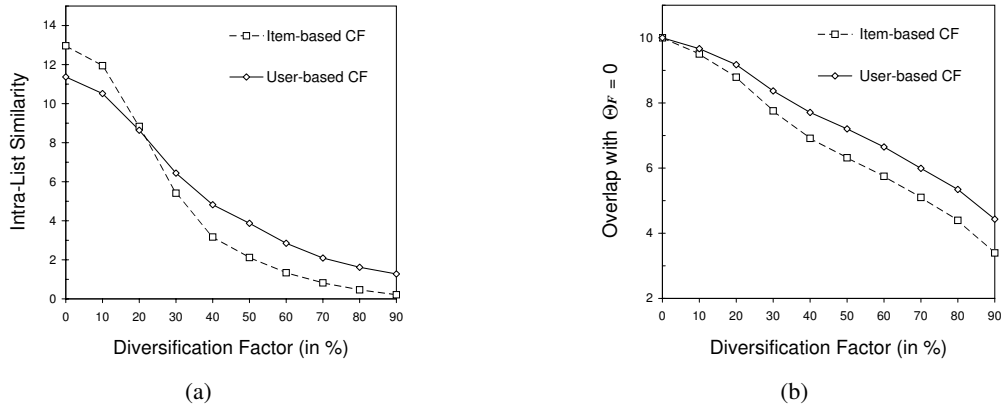 14
12
10
8
6
4
2
0
Intra-List Similarity
Item-based CF
User-based CF
0 10 20 30 40 50 60 70 80 90
Diversification Factor (in %)
(a)
10
8
6
4
2
Overlap with Θ_F = 0
Item-based CF
User-based CF
0 10 20 30 40 50 60 70 80 90
Diversification Factor (in %)
(b)